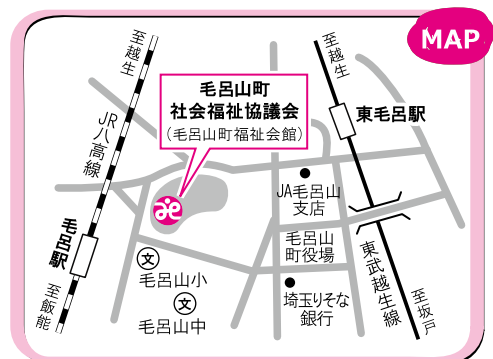 MAP
至越生
至越生
毛呂山町
社会福祉協議会
（毛呂山町福祉会館）
東毛呂駅
JR八高線
JA毛呂山
支店
毛呂駅
毛呂山
町役場
文
毛呂山小
東武越生線
至飯能
文
毛呂山中
埼玉りそな
銀行
至坂戸